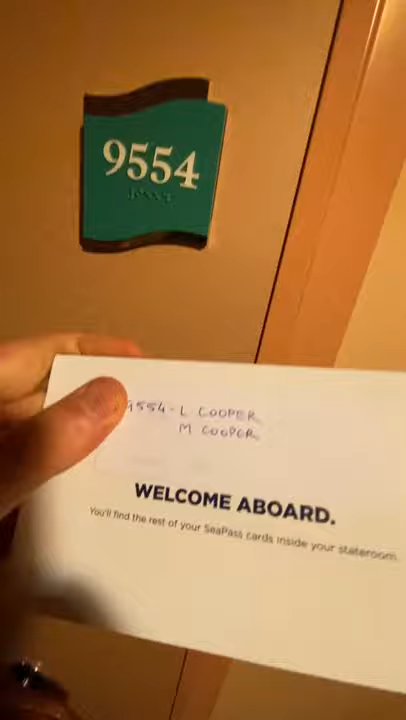 9554
9554-L COOPER
M COOPER
WELCOME ABOARD.
You'll find the rest of your SeaPass cards inside your stateroom.